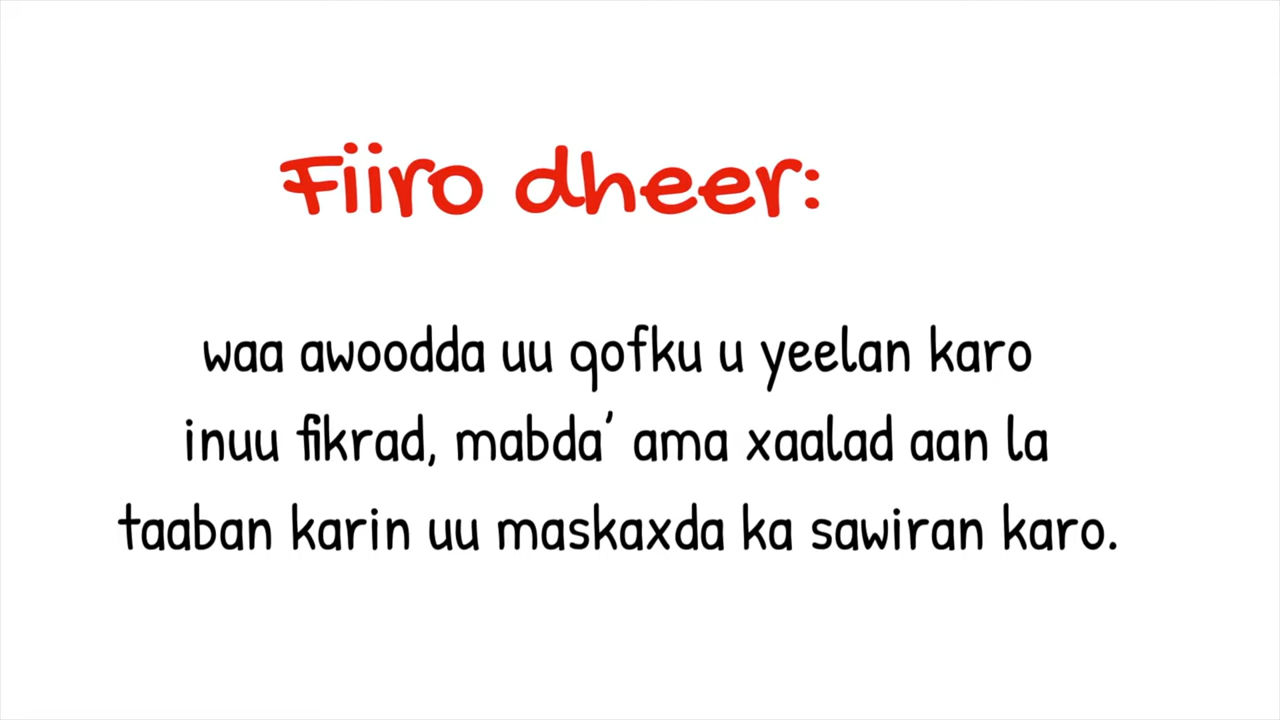 Fiiro dheer:
waa awoodda uu qofku u yeelan karo
inuu fikrad, mabda’ ama xaalad aan la
taaban karin uu maskaxda ka sawiran karo.